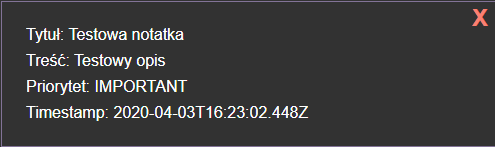 X
Tytuł: Testowa notatka
Treść: Testowy opis
Priorytet: IMPORTANT
Timestamp: 2020-04-03T16:23:02.448Z